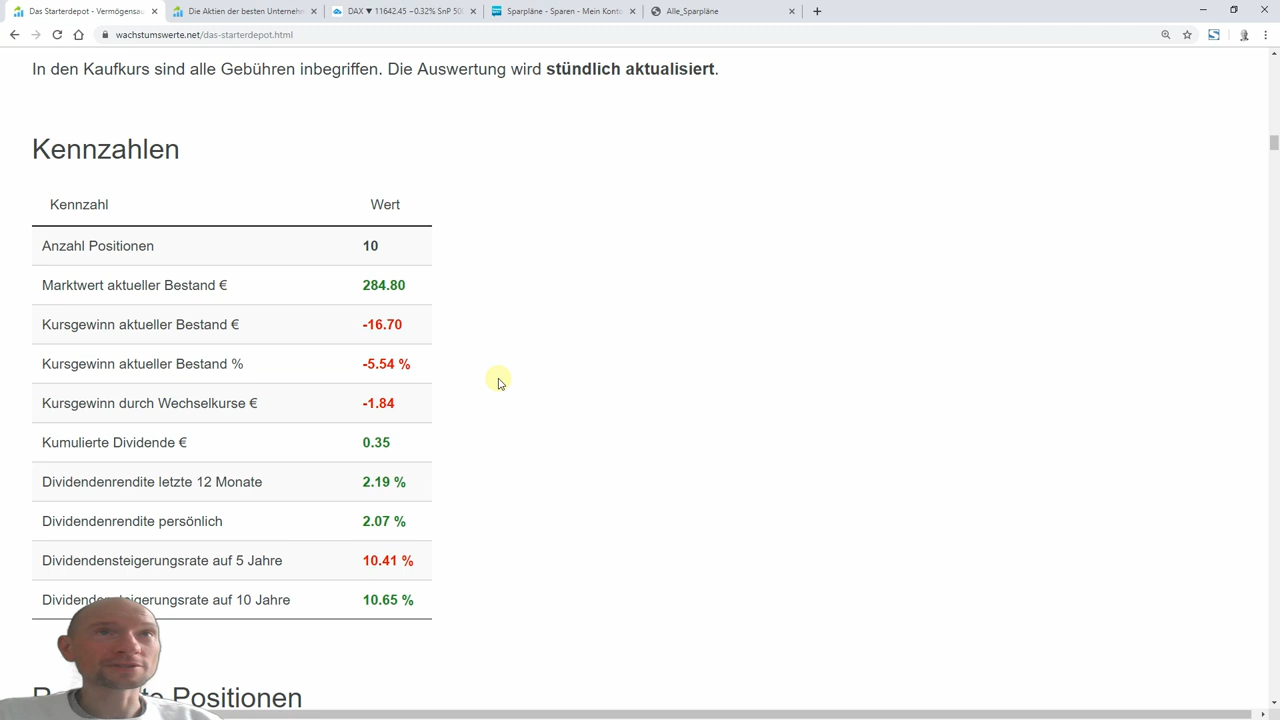 Das Starterdepot - Vermögensau
Die Aktien der besten Unternehm
DAX ▼ 11642.45 −0.32% SnP 50
Sparpläne - Sparen - Mein Konto
Alle_Sparpläne
wachstumswerte.net/das-starterdepot.html
In den Kaufkurs sind alle Gebühren inbegriffen. Die Auswertung wird stündlich aktualisiert.
Kennzahlen
Kennzahl Wert
Anzahl Positionen 10
Marktwert aktueller Bestand € 284.80
Kursgewinn aktueller Bestand € -16.70
Kursgewinn aktueller Bestand % -5.54 %
Kursgewinn durch Wechselkurse € -1.84
Kumulierte Dividende € 0.35
Dividendenrendite letzte 12 Monate 2.19 %
Dividendenrendite persönlich 2.07 %
Dividendensteigerungsrate auf 5 Jahre 10.41 %
Dividendensteigerungsrate auf 10 Jahre 10.65 %
Positionen